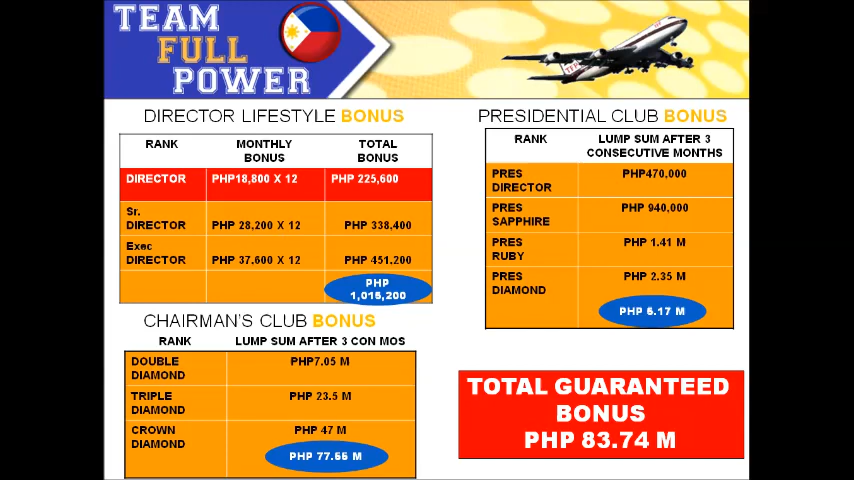 TEAM
FULL
POWER
DIRECTOR LIFESTYLE BONUS
RANK MONTHLY BONUS TOTAL BONUS
DIRECTOR PHP18,800 X 12 PHP 225,600
Sr. DIRECTOR PHP 28,200 X 12 PHP 338,400
Exec DIRECTOR PHP 37,600 X 12 PHP 451,200
PHP 1,015,200
PRESIDENTIAL CLUB BONUS
RANK LUMP SUM AFTER 3 CONSECUTIVE MONTHS
PRES DIRECTOR PHP470,000
PRES SAPPHIRE PHP 940,000
PRES RUBY PHP 1.41 M
PRES DIAMOND PHP 2.35 M
PHP 5.17 M
CHAIRMAN'S CLUB BONUS
RANK LUMP SUM AFTER 3 CON MOS
DOUBLE DIAMOND PHP7.05 M
TRIPLE DIAMOND PHP 23.5 M
CROWN DIAMOND PHP 47 M
PHP 77.55 M
TOTAL GUARANTEED
BONUS
PHP 83.74 M